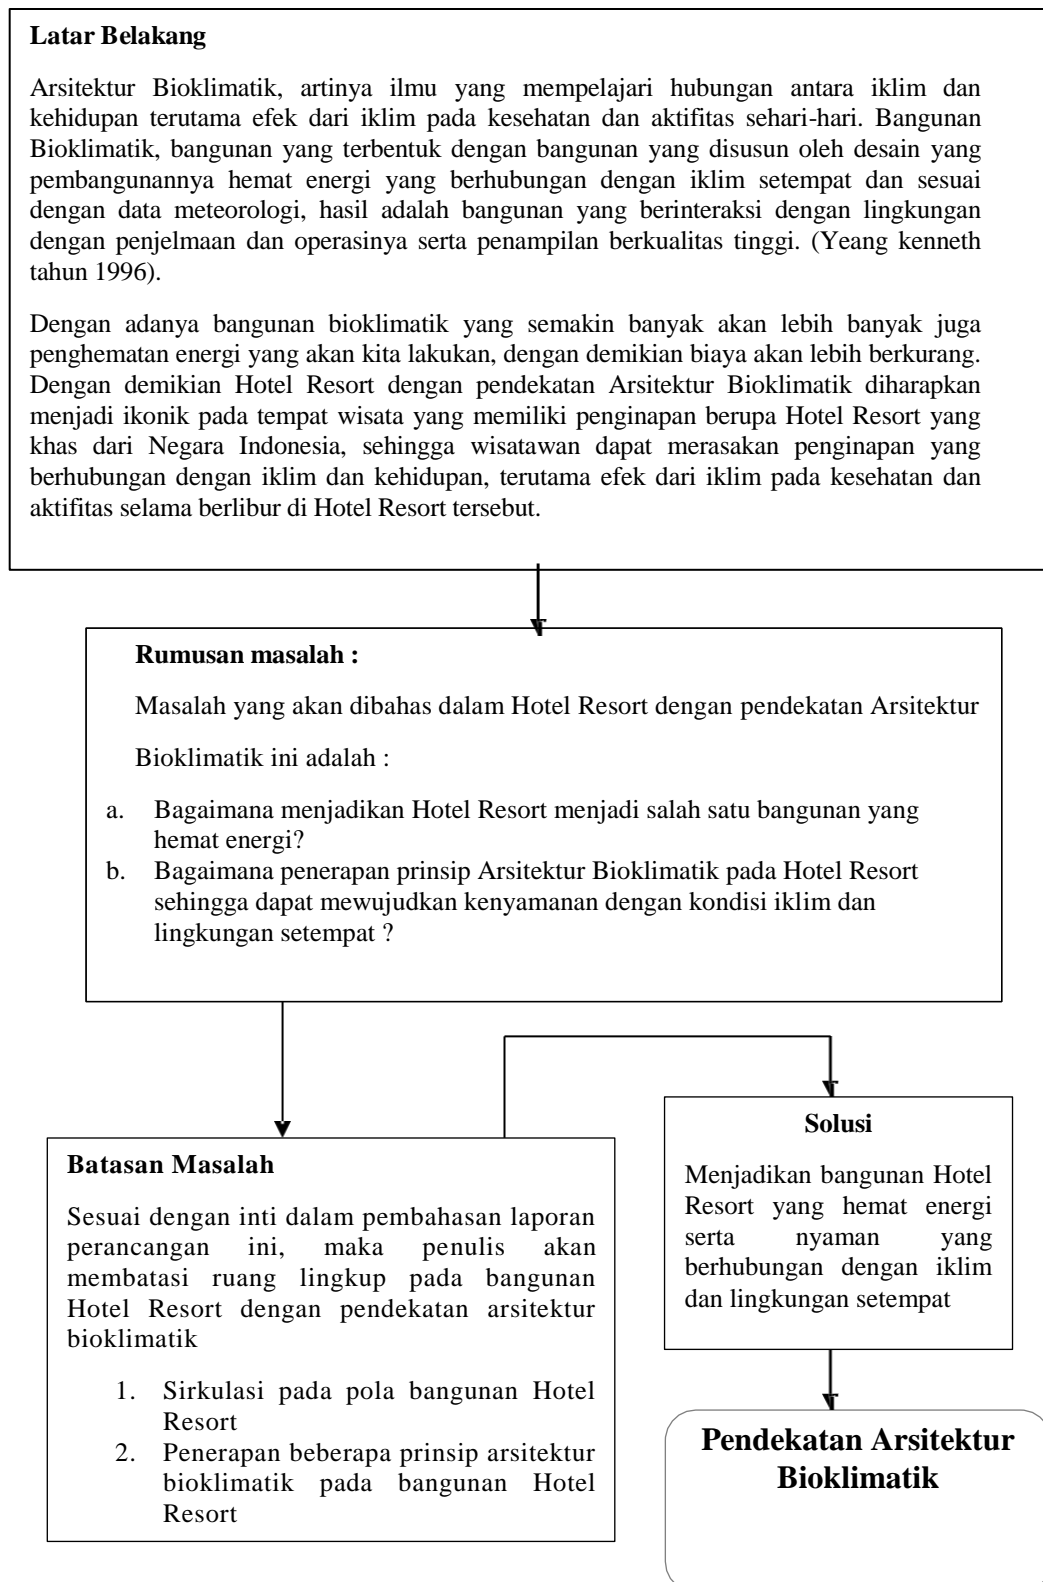 Latar Belakang
Arsitektur Bioklimatik, artinya ilmu yang mempelajari hubungan antara iklim dan
kehidupan terutama efek dari iklim pada kesehatan dan aktifitas sehari-hari. Bangunan
Bioklimatik, bangunan yang terbentuk dengan bangunan yang disusun oleh desain yang
pembangunannya hemat energi yang berhubungan dengan iklim setempat dan sesuai
dengan data meteorologi, hasil adalah bangunan yang berinteraksi dengan lingkungan
dengan penjelmaan dan operasinya serta penampilan berkualitas tinggi. (Yeang kenneth
tahun 1996).
Dengan adanya bangunan bioklimatik yang semakin banyak akan lebih banyak juga
penghematan energi yang akan kita lakukan, dengan demikian biaya akan lebih berkurang.
Dengan demikian Hotel Resort dengan pendekatan Arsitektur Bioklimatik diharapkan
menjadi ikonik pada tempat wisata yang memiliki penginapan berupa Hotel Resort yang
khas dari Negara Indonesia, sehingga wisatawan dapat merasakan penginapan yang
berhubungan dengan iklim dan kehidupan, terutama efek dari iklim pada kesehatan dan
aktifitas selama berlibur di Hotel Resort tersebut.
Rumusan masalah :
Masalah yang akan dibahas dalam Hotel Resort dengan pendekatan Arsitektur
Bioklimatik ini adalah :
a. Bagaimana menjadikan Hotel Resort menjadi salah satu bangunan yang
hemat energi?
b. Bagaimana penerapan prinsip Arsitektur Bioklimatik pada Hotel Resort
sehingga dapat mewujudkan kenyamanan dengan kondisi iklim dan
lingkungan setempat ?
Batasan Masalah
Sesuai dengan inti dalam pembahasan laporan
perancangan ini, maka penulis akan
membatasi ruang lingkup pada bangunan
Hotel Resort dengan pendekatan arsitektur
bioklimatik
1. Sirkulasi pada pola bangunan Hotel
Resort
2. Penerapan beberapa prinsip arsitektur
bioklimatik pada bangunan Hotel
Resort
Solusi
Menjadikan bangunan Hotel
Resort yang hemat energi
serta nyaman yang
berhubungan dengan iklim
dan lingkungan setempat
Pendekatan Arsitektur
Bioklimatik